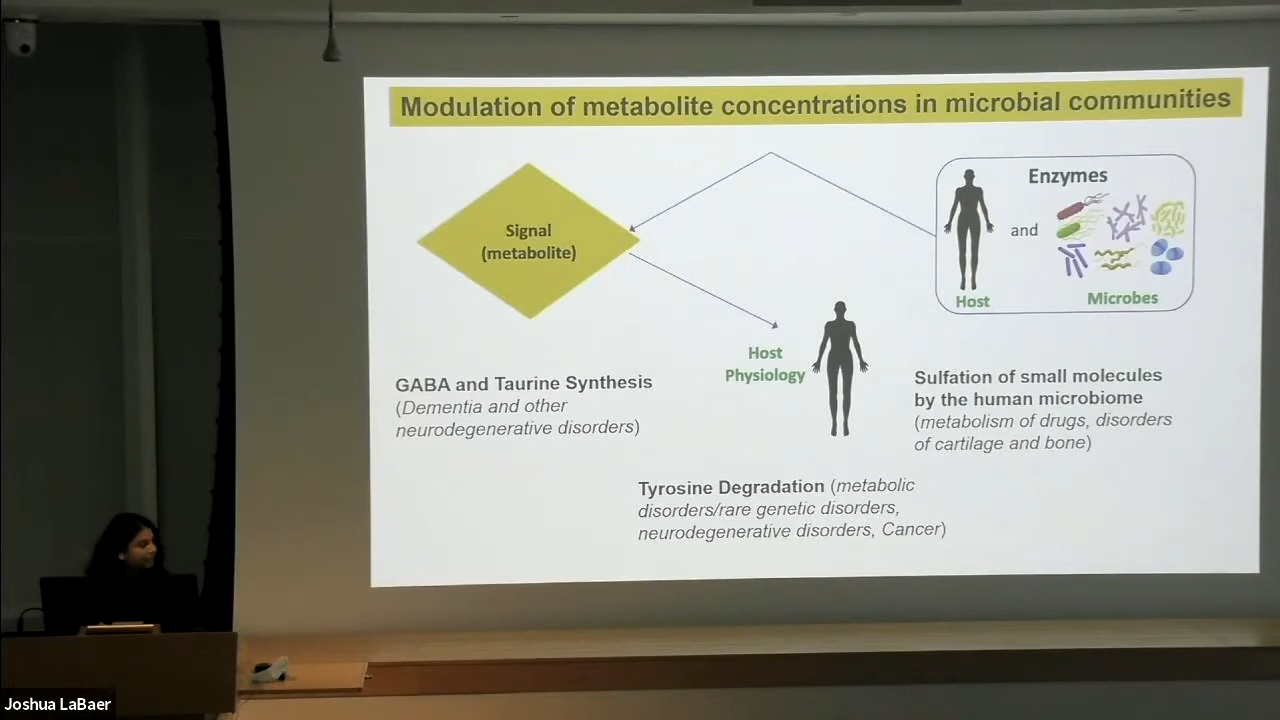 Modulation of metabolite concentrations in microbial communities
Signal
(metabolite)
Enzymes
and
Host
Microbes
Host
Physiology
GABA and Taurine Synthesis
(Dementia and other
neurodegenerative disorders)
Sulfation of small molecules
by the human microbiome
(metabolism of drugs, disorders
of cartilage and bone)
Tyrosine Degradation (metabolic
disorders/rare genetic disorders,
neurodegenerative disorders, Cancer)
Joshua LaBaer